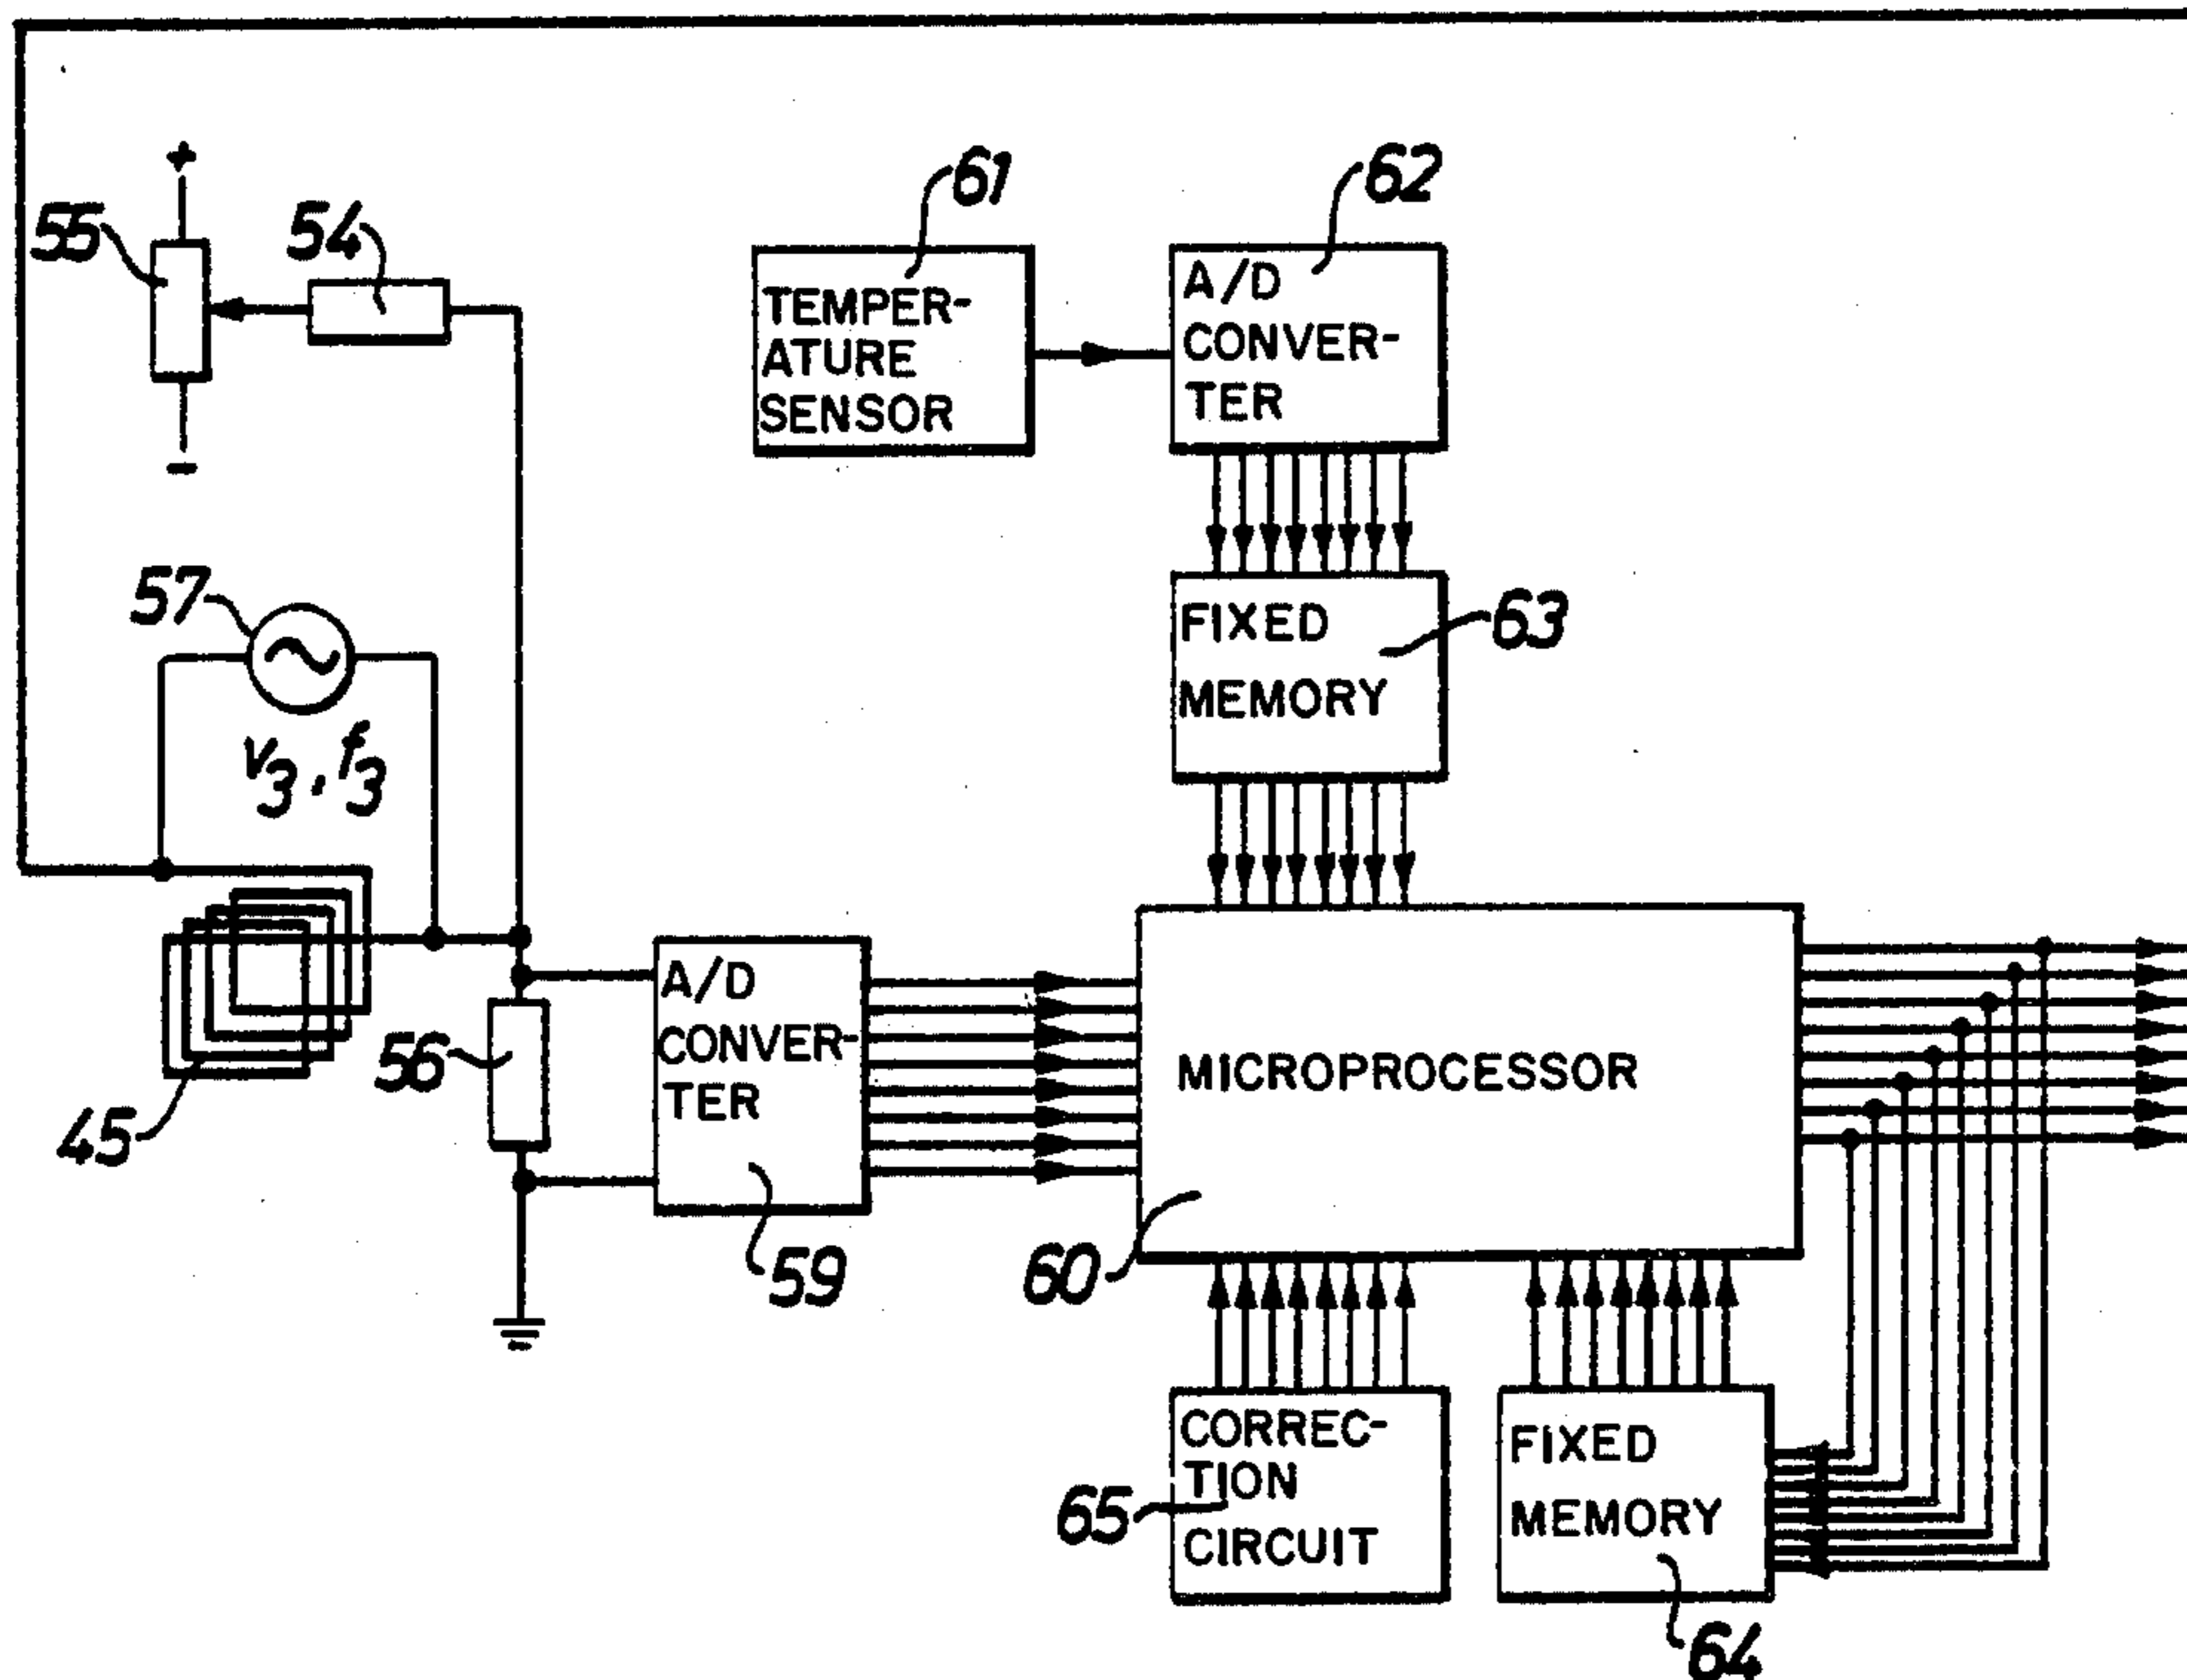 +
55
54
-
61
TEMPER-
ATURE
SENSOR
62
A/D
CONVER-
TER
57
V3, f3
FIXED
MEMORY
63
45
56
A/D
CONVER-
TER
59
MICROPROCESSOR
60
CORREC-
TION
CIRCUIT
65
FIXED
MEMORY
64